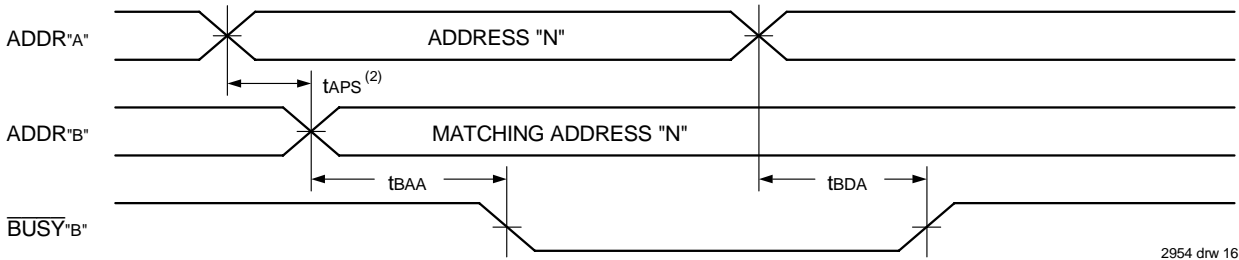 ADDR"A" ADDRESS "N"
tAPS (2)
ADDR"B" MATCHING ADDRESS "N"
tBAA tBDA
BUSY"B"
2954 drw 16